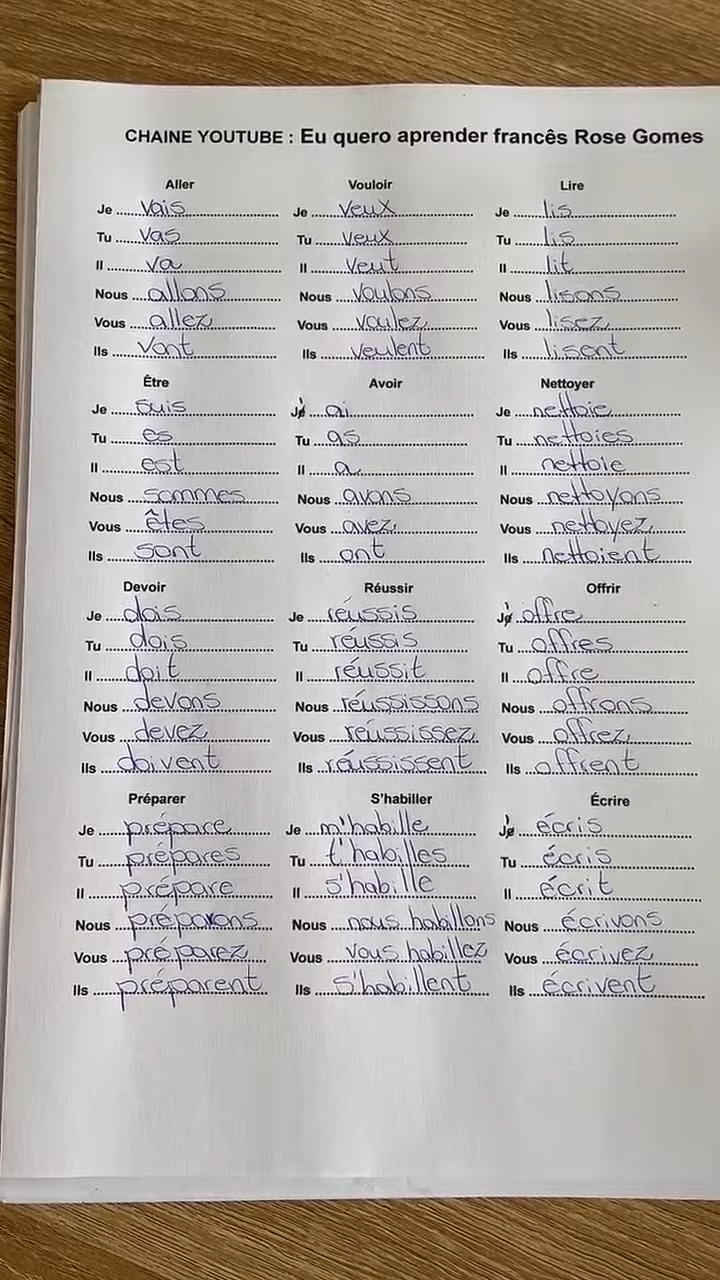 CHAINE YOUTUBE : Eu quero aprender francês Rose Gomes
Aller Vouloir Lire
Je vais Je veux Je lis
Tu vas Tu veux Tu lis
Il va Il veut Il lit
Nous allons Nous voulons Nous lisons
Vous allez Vous voulez Vous lisez
Ils vont Ils veulent Ils lisent
Être Avoir Nettoyer
Je suis J' ai Je nettoie
Tu es Tu as Tu nettoies
Il est Il a Il nettoie
Nous sommes Nous avons Nous nettoyons
Vous êtes Vous avez Vous nettoyez
Ils sont Ils ont Ils nettoient
Devoir Réussir Offrir
Je dois Je réussis J' offre
Tu dois Tu réussis Tu offres
Il doit Il réussit Il offre
Nous devons Nous réussissons Nous offrons
Vous devez Vous réussissez Vous offrez
Ils doivent Ils réussissent Ils offrent
Préparer S'habiller Écrire
Je prépare Je m'habille J' écris
Tu prépares Tu t'habilles Tu écris
Il prépare Il s'habille Il écrit
Nous préparons Nous nous habillons Nous écrivons
Vous préparez Vous vous habillez Vous écrivez
Ils préparent Ils s'habillent Ils écrivent